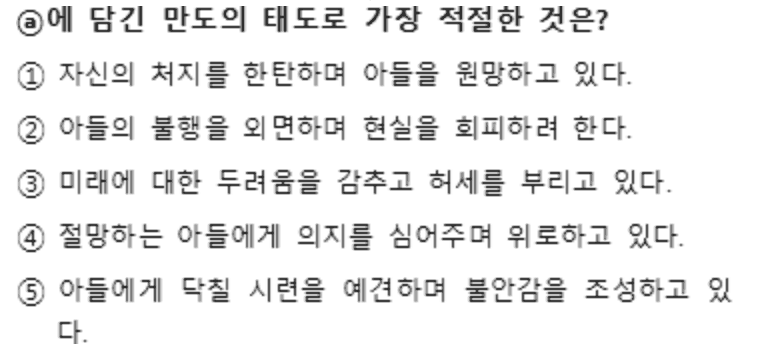 ⓐ에 담긴 만도의 태도로 가장 적절한 것은?
① 자신의 처지를 한탄하며 아들을 원망하고 있다.
② 아들의 불행을 외면하며 현실을 회피하려 한다.
③ 미래에 대한 두려움을 감추고 허세를 부리고 있다.
④ 절망하는 아들에게 의지를 심어주며 위로하고 있다.
⑤ 아들에게 닥칠 시련을 예견하며 불안감을 조성하고 있
다.